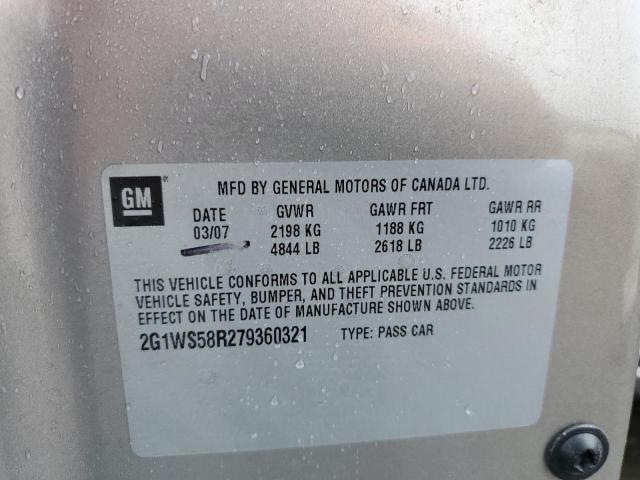 GM
MFD BY GENERAL MOTORS OF CANADA LTD.
DATE GVWR GAWR FRT GAWR RR
03/07 2198 KG 1188 KG 1010 KG
4844 LB 2618 LB 2226 LB
THIS VEHICLE CONFORMS TO ALL APPLICABLE U.S. FEDERAL MOTOR
VEHICLE SAFETY, BUMPER, AND THEFT PREVENTION STANDARDS IN
EFFECT ON THE DATE OF MANUFACTURE SHOWN ABOVE.
2G1WS58R279360321 TYPE: PASS CAR